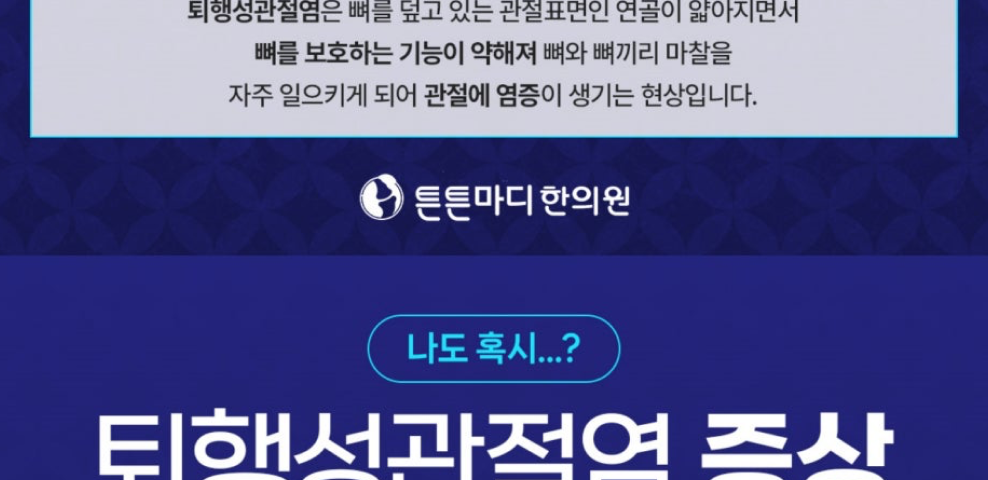 퇴행성관절염은 뼈를 덮고 있는 관절표면인 연골이 얇아지면서
뼈를 보호하는 기능이 약해져 뼈와 뼈끼리 마찰을
자주 일으키게 되어 관절에 염증이 생기는 현상입니다.
튼튼마디 한의원
나도 혹시...?
퇴행성관절염 증상